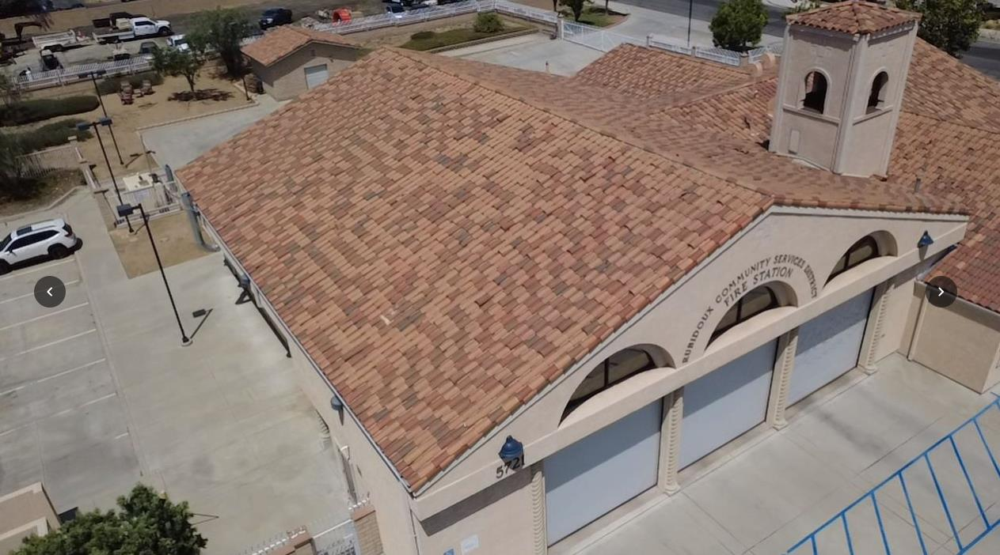 RUBIDOUX COMMUNITY SERVICES DISTRICT
FIRE STATION
5721